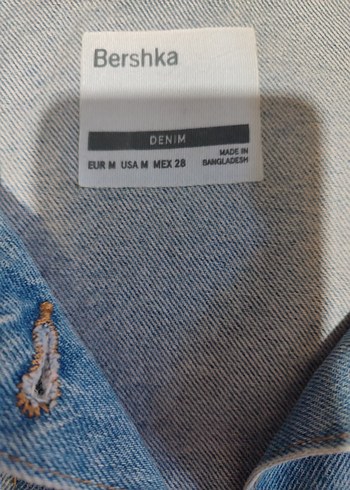 Bershka
DENIM
EUR M USA M MEX 28
MADE IN
BANGLADESH